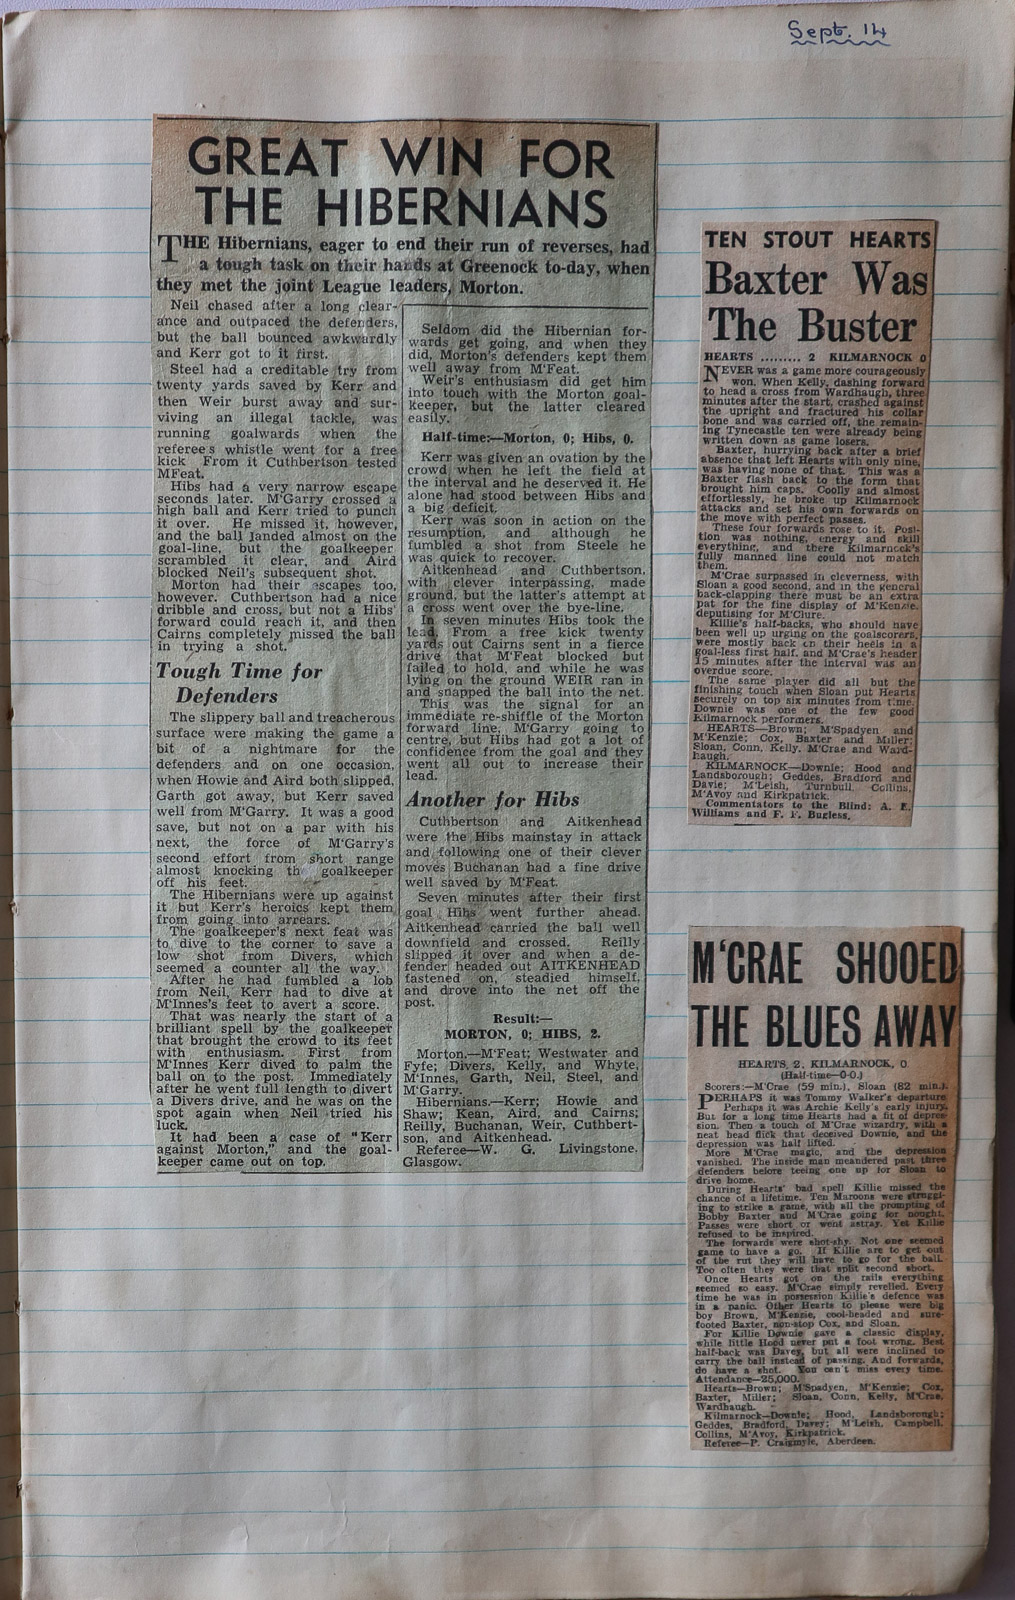 Sept. 14
GREAT WIN FOR
THE HIBERNIANS
THE Hibernians, eager to end their run of reverses, had
a tough task on their hands at Greenock to-day, when
they met the joint League leaders, Morton.
Neil chased after a long clear-
ance and outpaced the defenders,
but the ball bounced awkwardly
and Kerr got to it first.
Steel had a creditable try from
twenty yards saved by Kerr and
then Weir burst away and sur-
viving an illegal tackle, was
running goalwards when the
referee's whistle went for a free
kick From it Cuthbertson tested
MFeat.
Hibs had a very narrow escape
seconds later. M'Garry crossed a
high ball and Kerr tried to punch
it over. He missed it, however,
and the ball landed almost on the
goal-line, but the goalkeeper
scrambled it clear, and Aird
blocked Neil's subsequent shot.
Morton had their escapes too,
however. Cuthbertson had a nice
dribble and cross, but not a Hibs'
forward could reach it, and then
Cairns completely missed the ball
in trying a shot.
Tough Time for
Defenders
The slippery ball and treacherous
surface were making the game a
bit of a nightmare for the
defenders and on one occasion,
when Howie and Aird both slipped,
Garth got away, but Kerr saved
well from M'Garry. It was a good
save, but not on a par with his
next, the force of M'Garry's
second effort from short range
almost knocking the goalkeeper
off his feet.
The Hibernians were up against
it but Kerr's heroics kept them
from going into arrears.
The goalkeeper's next feat was
to dive to the corner to save a
low shot from Divers, which
seemed a counter all the way.
After he had fumbled a lob
from Neil, Kerr had to dive at
M'Innes's feet to avert a score.
That was nearly the start of a
brilliant spell by the goalkeeper
that brought the crowd to its feet
with enthusiasm. First from
M'Innes Kerr dived to palm the
ball on to the post. Immediately
after he went full length to divert
a Divers drive, and he was on the
spot again when Neil tried his
luck.
It had been a case of "Kerr
against Morton," and the goal-
keeper came out on top.
Seldom did the Hibernian for-
wards get going, and when they
did, Morton's defenders kept them
well away from M'Feat.
Weir's enthusiasm did get him
into touch with the Morton goal-
keeper, but the latter cleared
easily.
Half-time:—Morton, 0; Hibs, 0.
Kerr was given an ovation by the
crowd when he left the field at
the interval and he deserved it. He
alone had stood between Hibs and
a big deficit.
Kerr was soon in action on the
resumption, and although he
fumbled a shot from Steele he
was quick to recover.
Aitkenhead and Cuthbertson,
with clever interpassing, made
ground, but the latter's attempt at
a cross went over the bye-line.
In seven minutes Hibs took the
lead. From a free kick twenty
yards out Cairns sent in a fierce
drive that M'Feat blocked but
failed to hold, and while he was
lying on the ground WEIR ran in
and snapped the ball into the net.
This was the signal for an
immediate re-shiffle of the Morton
forward line, M'Garry going to
centre, but Hibs had got a lot of
confidence from the goal and they
went all out to increase their
lead.
Another for Hibs
Cuthbertson and Aitkenhead
were the Hibs mainstay in attack
and following one of their clever
moves Buchanan had a fine drive
well saved by M'Feat.
Seven minutes after their first
goal Hibs went further ahead.
Aitkenhead carried the ball well
downfield and crossed. Reilly
slipped it over and when a de-
fender headed out AITKENHEAD
fastened on, steadied himself,
and drove into the net off the
post.
Result:—
MORTON, 0; HIBS, 2.
Morton.—M'Feat; Westwater and
Fyfe; Divers, Kelly, and Whyte,
M'Innes, Garth, Neil, Steel, and
M'Garry.
Hibernians.—Kerr; Howie and
Shaw; Kean, Aird, and Cairns;
Reilly, Buchanan, Weir, Cuthbert-
son, and Aitkenhead.
Referee—W. G. Livingstone,
Glasgow.
TEN STOUT HEARTS
Baxter Was
The Buster
HEARTS ......... 2 KILMARNOCK 0
NEVER was a game more courageously
won. When Kelly, dashing forward
to head a cross from Wardhaugh, three
minutes after the start, crashed against
the upright and fractured his collar
bone and was carried off, the remain-
ing Tynecastle ten were already being
written down as game losers.
Baxter, hurrying back after a brief
absence that left Hearts with only nine,
was having none of that. This was a
Baxter flash back to the form that
brought him caps. Coolly and almost
effortlessly, he broke up Kilmarnock
attacks and set his own forwards on
the move with perfect passes.
These four forwards rose to it. Posi-
tion was nothing, energy and skill
everything, and there Kilmarnock's
fully manned line could not match
them.
M'Crae surpassed in cleverness, with
Sloan a good second, and in the general
back-clapping there must be an extra
pat for the fine display of M'Kenzie,
deputising for M'Clure.
Killie's half-backs, who should have
been well up urging on the goalscorers,
were mostly back on their heels in a
goal-less first half, and M'Crae's header
15 minutes after the interval was an
overdue score.
The same player did all but the
finishing touch when Sloan put Hearts
securely on top six minutes from time.
Downie was one of the few good
Kilmarnock performers.
HEARTS—Brown; M'Spadyen and
M'Kenzie; Cox, Baxter and Miller;
Sloan, Conn, Kelly, M'Crae and Ward-
haugh.
KILMARNOCK—Downie; Hood and
Landsborough; Geddes, Bradford and
Davie; M'Leish, Turnbull, Collins,
M'Avoy and Kirkpatrick.
Commentators to the Blind: A. E.
Williams and F. F. Bugless.
M'CRAE SHOOED
THE BLUES AWAY
HEARTS, 2, KILMARNOCK, 0
(Half-time—0-0.)
Scorers:—M'Crae (59 min.), Sloan (82 min.).
PERHAPS it was Tommy Walker's departure
Perhaps it was Archie Kelly's early injury.
But for a long time Hearts had a fit of depres-
sion. Then a touch of M'Crae wizardry, with a
neat head flick that deceived Downie, and the
depression was half lifted.
More M'Crae magic, and the depression
vanished. The inside man meandered past three
defenders before teeing one up for Sloan to
drive home.
During Hearts' bad spell Killie missed the
chance of a lifetime. Ten Maroons were struggl-
ing to strike a game, with all the prompting of
Bobby Baxter and M'Crae going for nought.
Passes were short or went astray. Yet Killie
refused to be inspired.
The forwards were shot-shy. Not one seemed
game to have a go. If Killie are to get out
of the rut they will have to go for the ball.
Too often they were that split second short.
Once Hearts got on the rails everything
seemed so easy. M'Crae simply revelled. Every
time he was in possession Killie's defence was
in a panic. Other Hearts to please were big
boy Brown, M'Kenzie, cool-headed and sure-
footed Baxter, non-stop Cox, and Sloan.
For Killie Downie gave a classic display,
while little Hood never put a foot wrong. Best
half-back was Davey, but all were inclined to
carry the ball instead of passing. And forwards,
do have a shot. You can't miss every time.
Attendance—25,000.
Hearts—Brown; M'Spadyen, M'Kenzie; Cox,
Baxter, Miller; Sloan, Conn, Kelly, M'Crae,
Wardhaugh.
Kilmarnock—Downie; Hood, Landsborough;
Geddes, Bradford, Davey; M'Leish, Campbell,
Collins, M'Avoy, Kirkpatrick.
Referee—P. Craigmyle, Aberdeen.